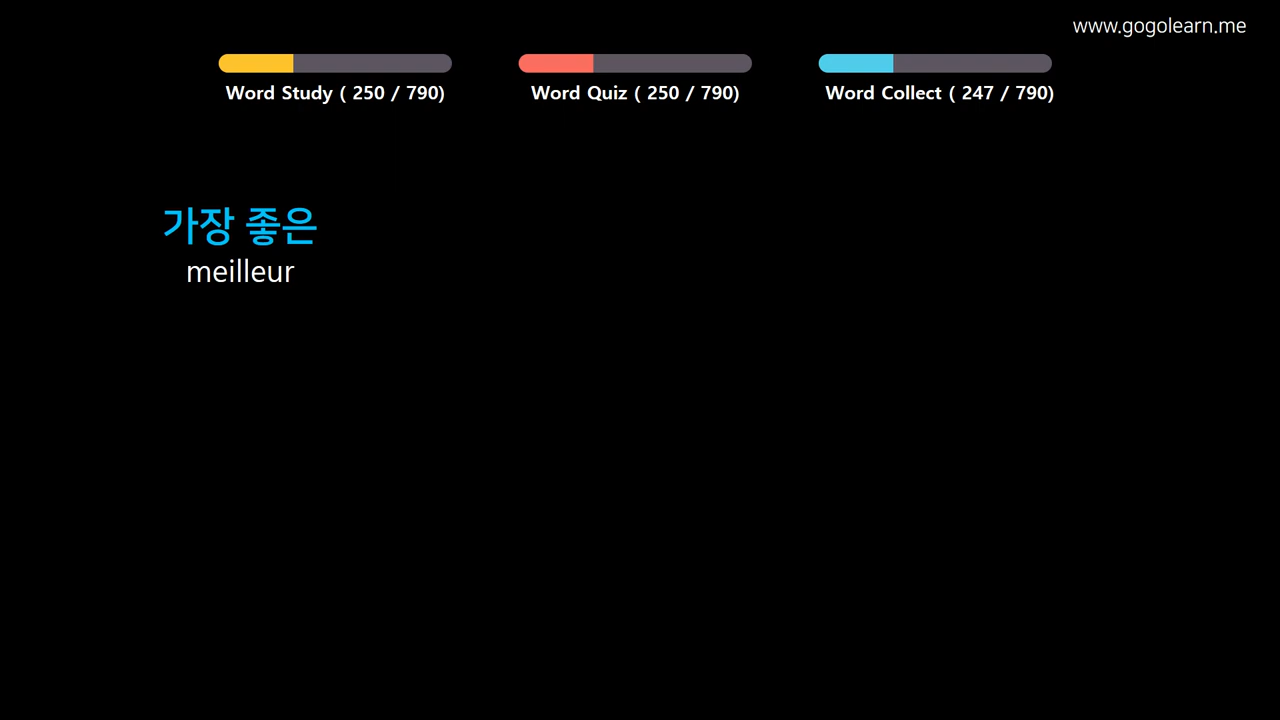 www.gogolearn.me
Word Study ( 250 / 790)
Word Quiz ( 250 / 790)
Word Collect ( 247 / 790)
가장 좋은
meilleur